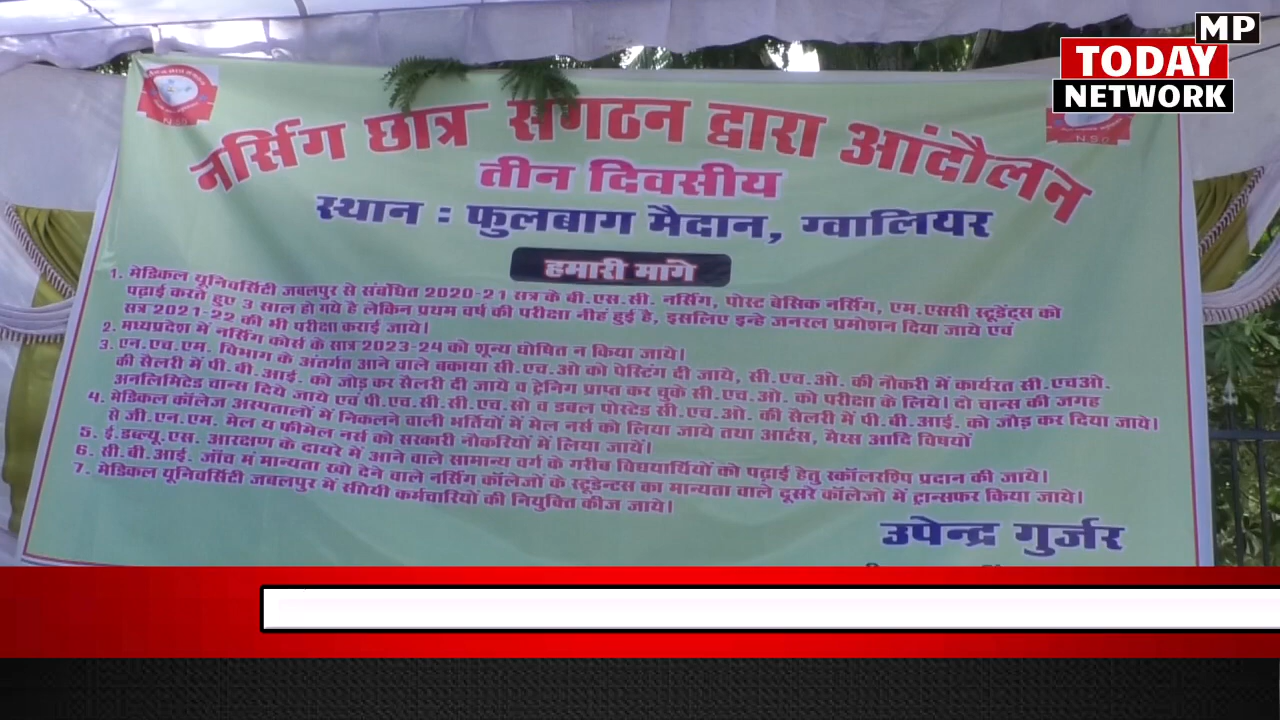 MP
TODAY
NETWORK
N.S.O
N.S.O
नर्सिग छात्र संगठन द्वारा आंदौलन
तीन दिवसीय
स्थान : फुलबाग मैदान, ग्वालियर
हमारी मागे
1. मेडिकल यूनिवर्सिटी जबलपुर से संबंधित 2020-21 सत्र के बी.एस.सी. नर्सिग, पोस्ट बेसिक नर्सिग, एम.एससी स्टूडेंट्स को
पढ़ाई करते हुए 3 साल हो गये है लेकिन प्रथम वर्ष की परीक्षा नीहं हुई है, इसलिए इन्हे जनरल प्रमोशन दिया जाये एवं
सत्र 2021-22 की भी परीक्षा कराई जाये।
2. मध्यप्रदेश में नर्सिग कोर्स के सात्र 2023-24 को शून्य घोषित न किया जाये।
3. एन.एच.एम. विभाग के अंतर्गत आने वाले बकाया सी.एच.ओ को पेस्टिंग दी जाये, सी.एच.ओ. की नौकरी में कार्यरत सी.एचओ.
की सैलरी में पी.बी.आई. को जोड़ कर सैलरी दी जाये व ट्रेनिग प्राप्त कर चुके सी.एच.ओ. को परीक्षा के लिये। दो चान्स की जगह
अनलिमिटेड चान्स दिये जाये एवं पी.एच.सी.सी.एच.सो व डबल पोस्टेड सी.एच.ओ. की सैलरी में पी.बी.आई. को जौड़ कर दिया जाये।
4. मेडिकल कॉलेज अस्पतालों में निकलने वाली भर्तियों में मेल नर्स को लिया जाये तया आर्टस, मैय्स आदि विषयों
से जी.एन.एम. मेल य फीमेल नर्स को सरकारी नौकरियों में लिया जायें।
5. ई.डब्ल्यू.एस. आरक्षण के दायरे में आने वाले सामान्य वर्ग के गरीब विद्ययार्थियों को पढ़ाई हेतु स्कॉलरशिप प्रदान की जाये।
6. सी.बी.आई. जॉंच मं मान्यता खो देने वाले नर्सिग कॉलेजो के स्टूडेन्टस का मान्यता वाले दूसरे कॉलेजो में ट्रान्सफर किया जाये।
7. मेडिकल यूनिवर्सिटी जबलपुर में कर्मचारियों की नियुक्ति कीज जाये।
उपेन्द्र गुर्जर